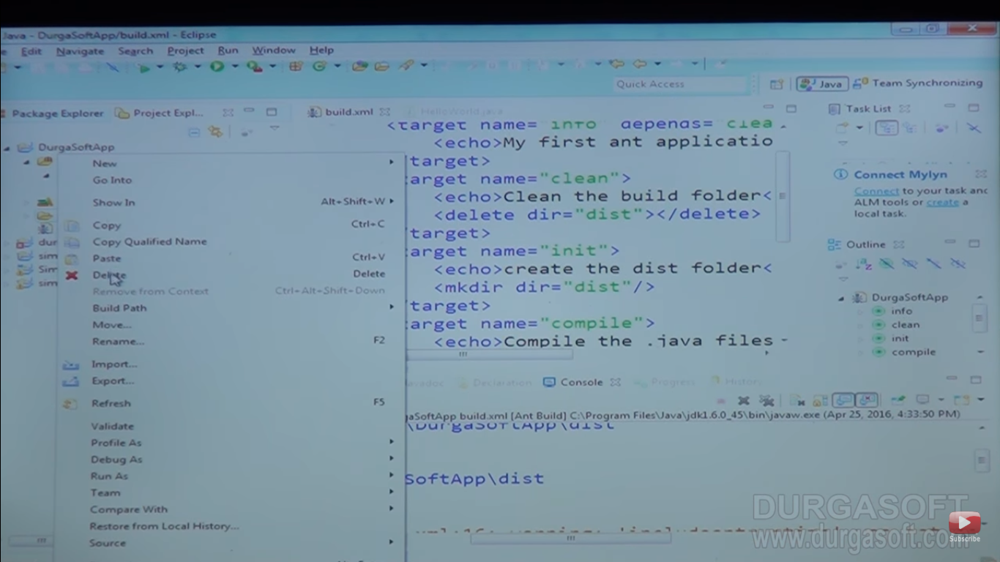 Java - DurgaSoftApp/build.xml - Eclipse
Edit Navigate Search Project Run Window Help
Quick Access
Java
Team Synchronizing
Package Explorer
Project Expl...
build.xml
HelloWorld.java
Task List
DurgaSoftApp
New
Go Into
Show In Alt+Shift+W
Copy Ctrl+C
Copy Qualified Name
Paste Ctrl+V
Delete Delete
Remove from Context Ctrl+Alt+Shift+Down
Build Path
Move...
Rename... F2
Import...
Export...
Refresh F5
Validate
Profile As
Debug As
Run As
Team
Compare With
Restore from Local History...
Source
dur
sim
Sim
sim
<target name="info" depends="clea
<echo>My first ant applicatio
target>
target name="clean">
<echo>Clean the build folder<
<delete dir="dist"></delete>
target>
target name="init">
<echo>create the dist folder<
<mkdir dir="dist"/>
target>
target name="compile">
<echo>Compile the .java files -
Connect Mylyn
Connect to your task and
ALM tools or create a
local task.
Outline
DurgaSoftApp
info
clean
init
compile
Declaration
Console
Progress
gaSoftApp build.xml [Ant Build] C:\Program Files\Java\jdk1.6.0_45\bin\javaw.exe (Apr 25, 2016, 4:33:50 PM)
\DurgaSoftApp\dist
SoftApp\dist
DURGASOFT
www.durgasoft.com
Subscribe